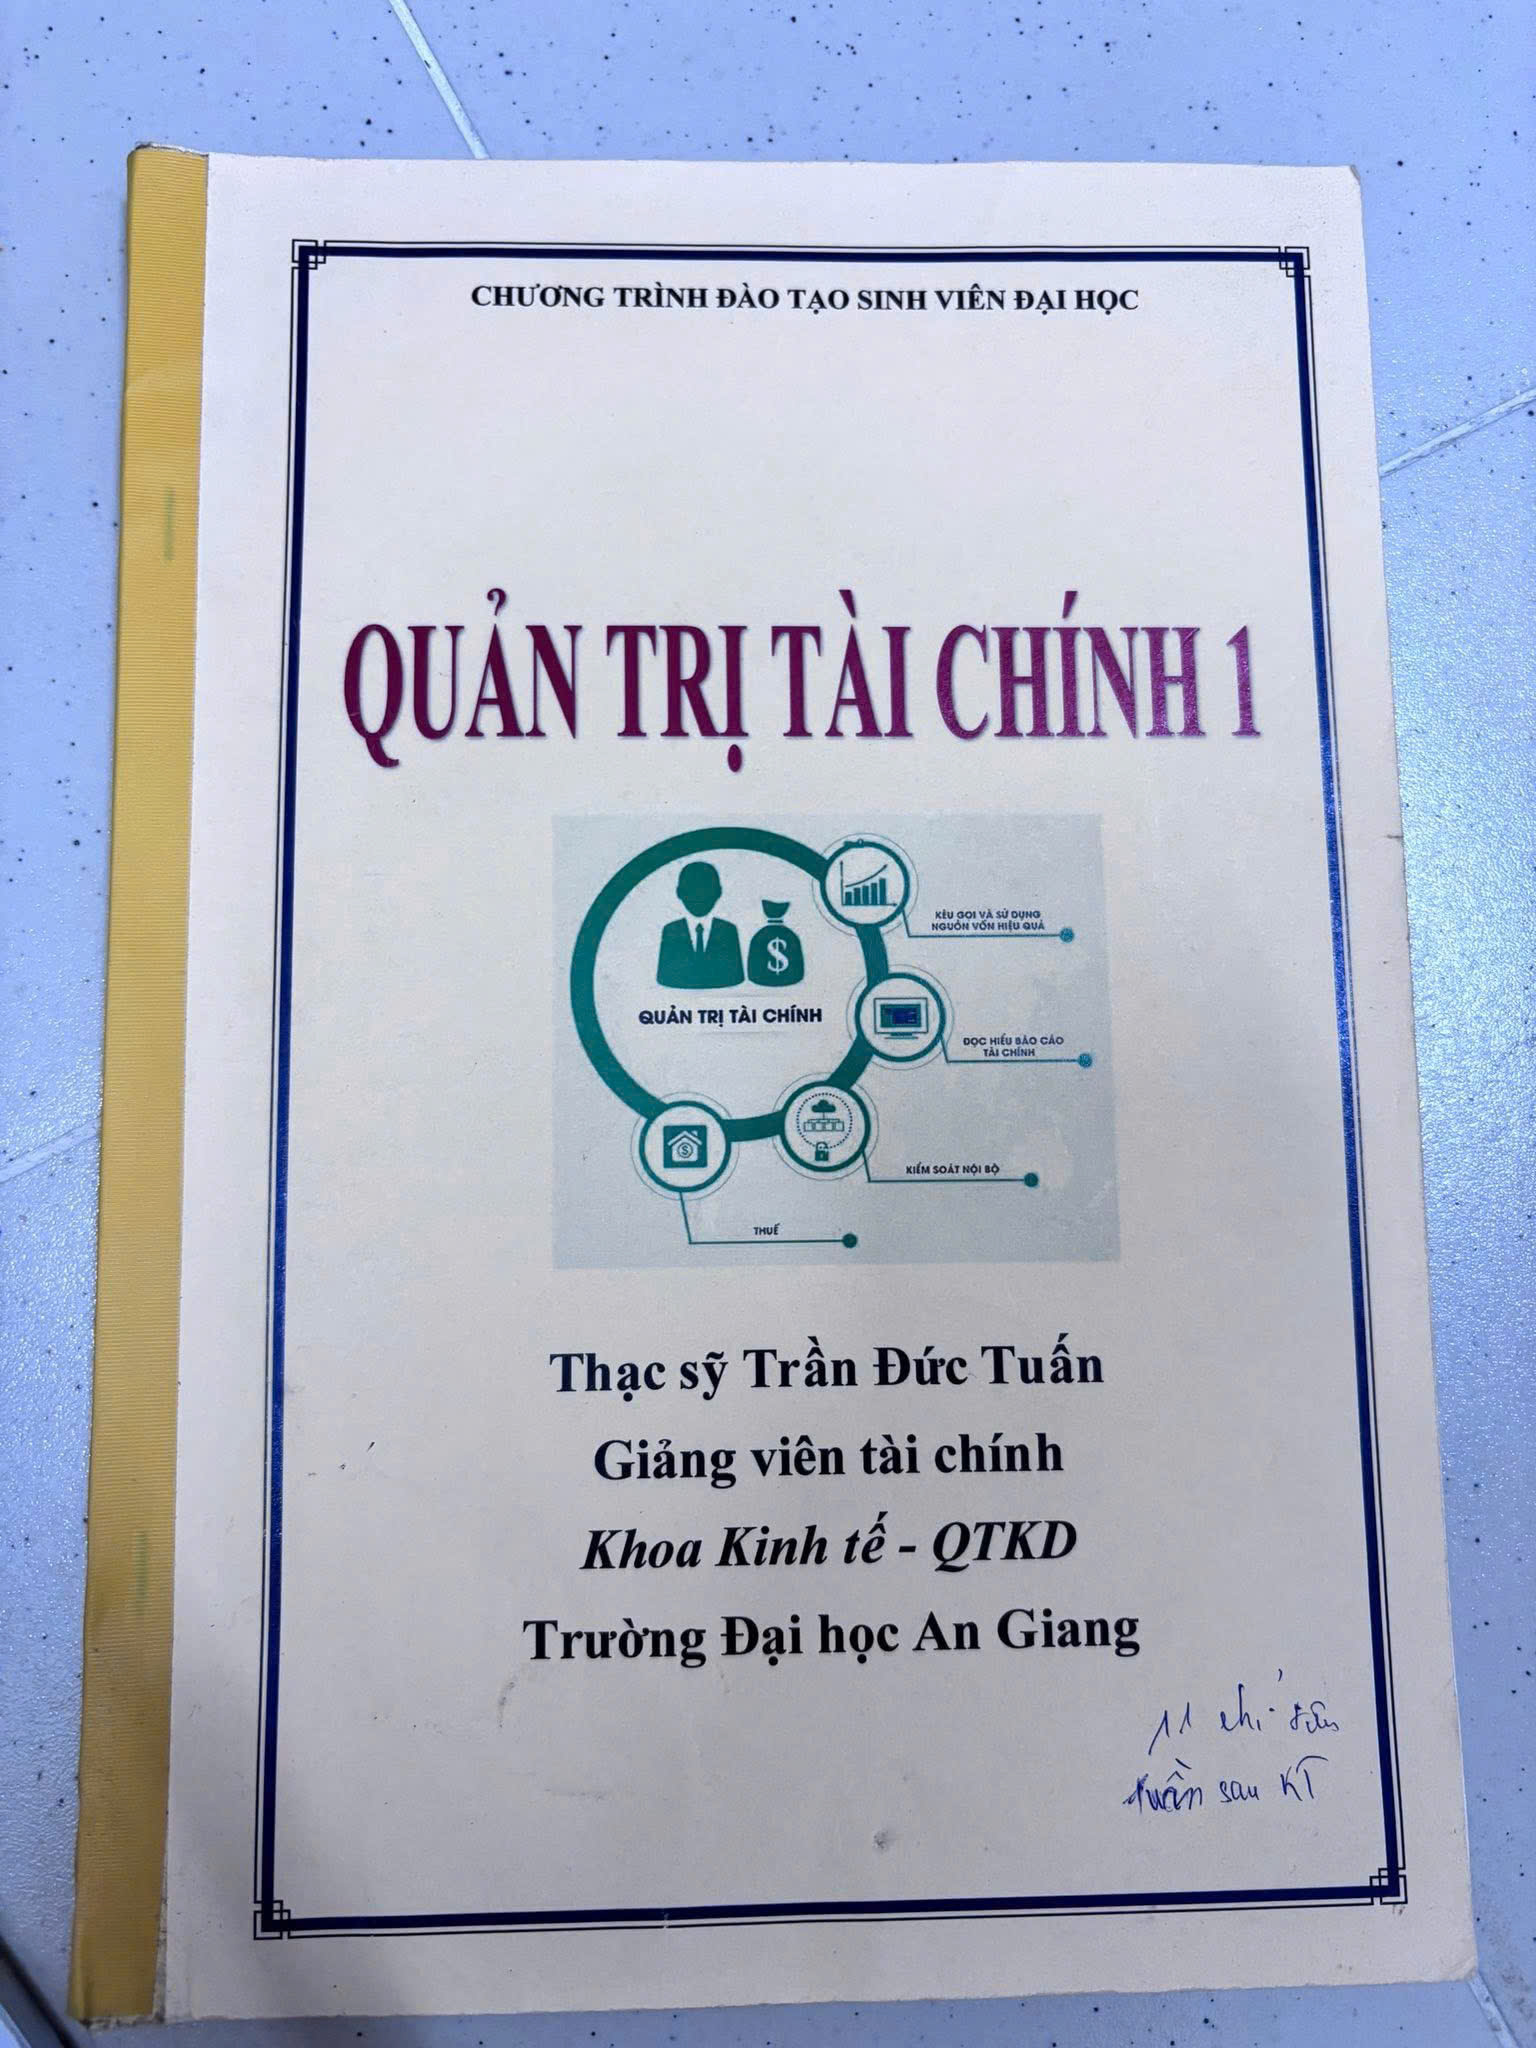 CHƯƠNG TRÌNH ĐÀO TẠO SINH VIÊN ĐẠI HỌC
QUẢN TRỊ TÀI CHÍNH 1
KÊU GỌI VÀ SỬ DỤNG
NGUỒN VỐN HIỆU QUẢ
$
QUẢN TRỊ TÀI CHÍNH
ĐỌC HIỂU BÁO CÁO
TÀI CHÍNH
$
KIỂM SOÁT NỘI BỘ
THUẾ
Thạc sỹ Trần Đức Tuấn
Giảng viên tài chính
Khoa Kinh tế - QTKD
Trường Đại học An Giang
11 chỉ
tuần sau KT